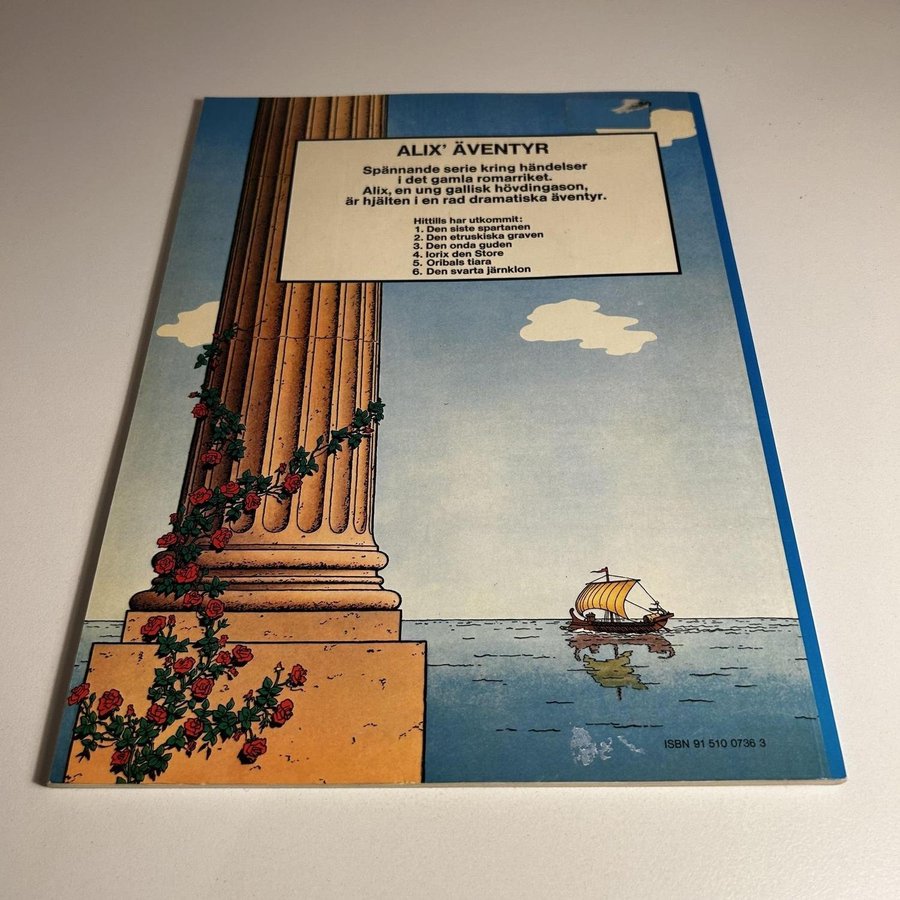 ALIX' ÄVENTYR
Spännande serie kring händelser
i det gamla romarriket.
Alix, en ung gallisk hövdingason,
är hjälten i en rad dramatiska äventyr.
Hittills har utkommit:
1. Den siste spartanen
2. Den etruskiska graven
3. Den onda guden
4. Iorix den Store
5. Oribals tiara
6. Den svarta järnklon
ISBN 91 510 0736 3